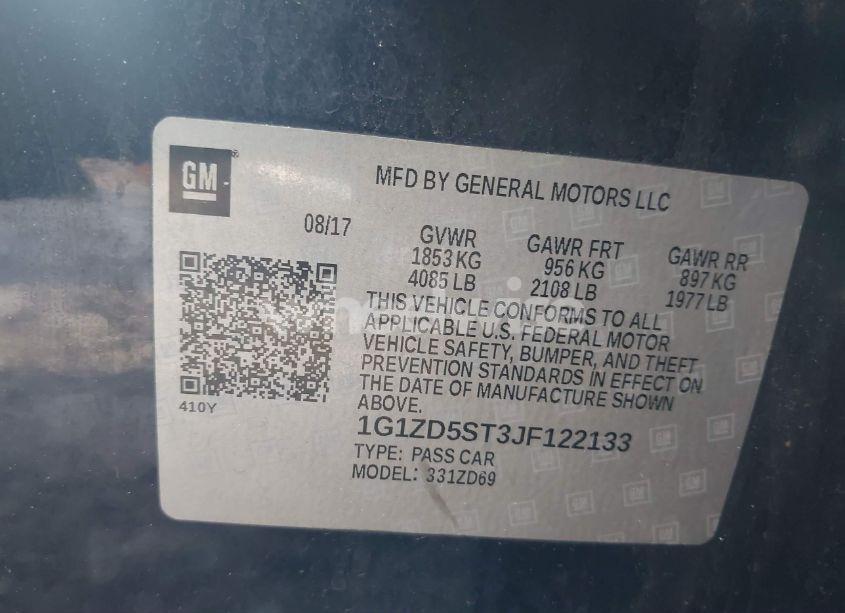 GM
MFD BY GENERAL MOTORS LLC
08/17
GVWR
1853 KG
4085 LB
GAWR FRT
956 KG
2108 LB
GAWR RR
897 KG
1977 LB
THIS VEHICLE CONFORMS TO ALL
APPLICABLE U.S. FEDERAL MOTOR
VEHICLE SAFETY, BUMPER, AND THEFT
PREVENTION STANDARDS IN EFFECT ON
THE DATE OF MANUFACTURE SHOWN
ABOVE.
410Y
1G1ZD5ST3JF122133
TYPE: PASS CAR
MODEL: 331ZD69